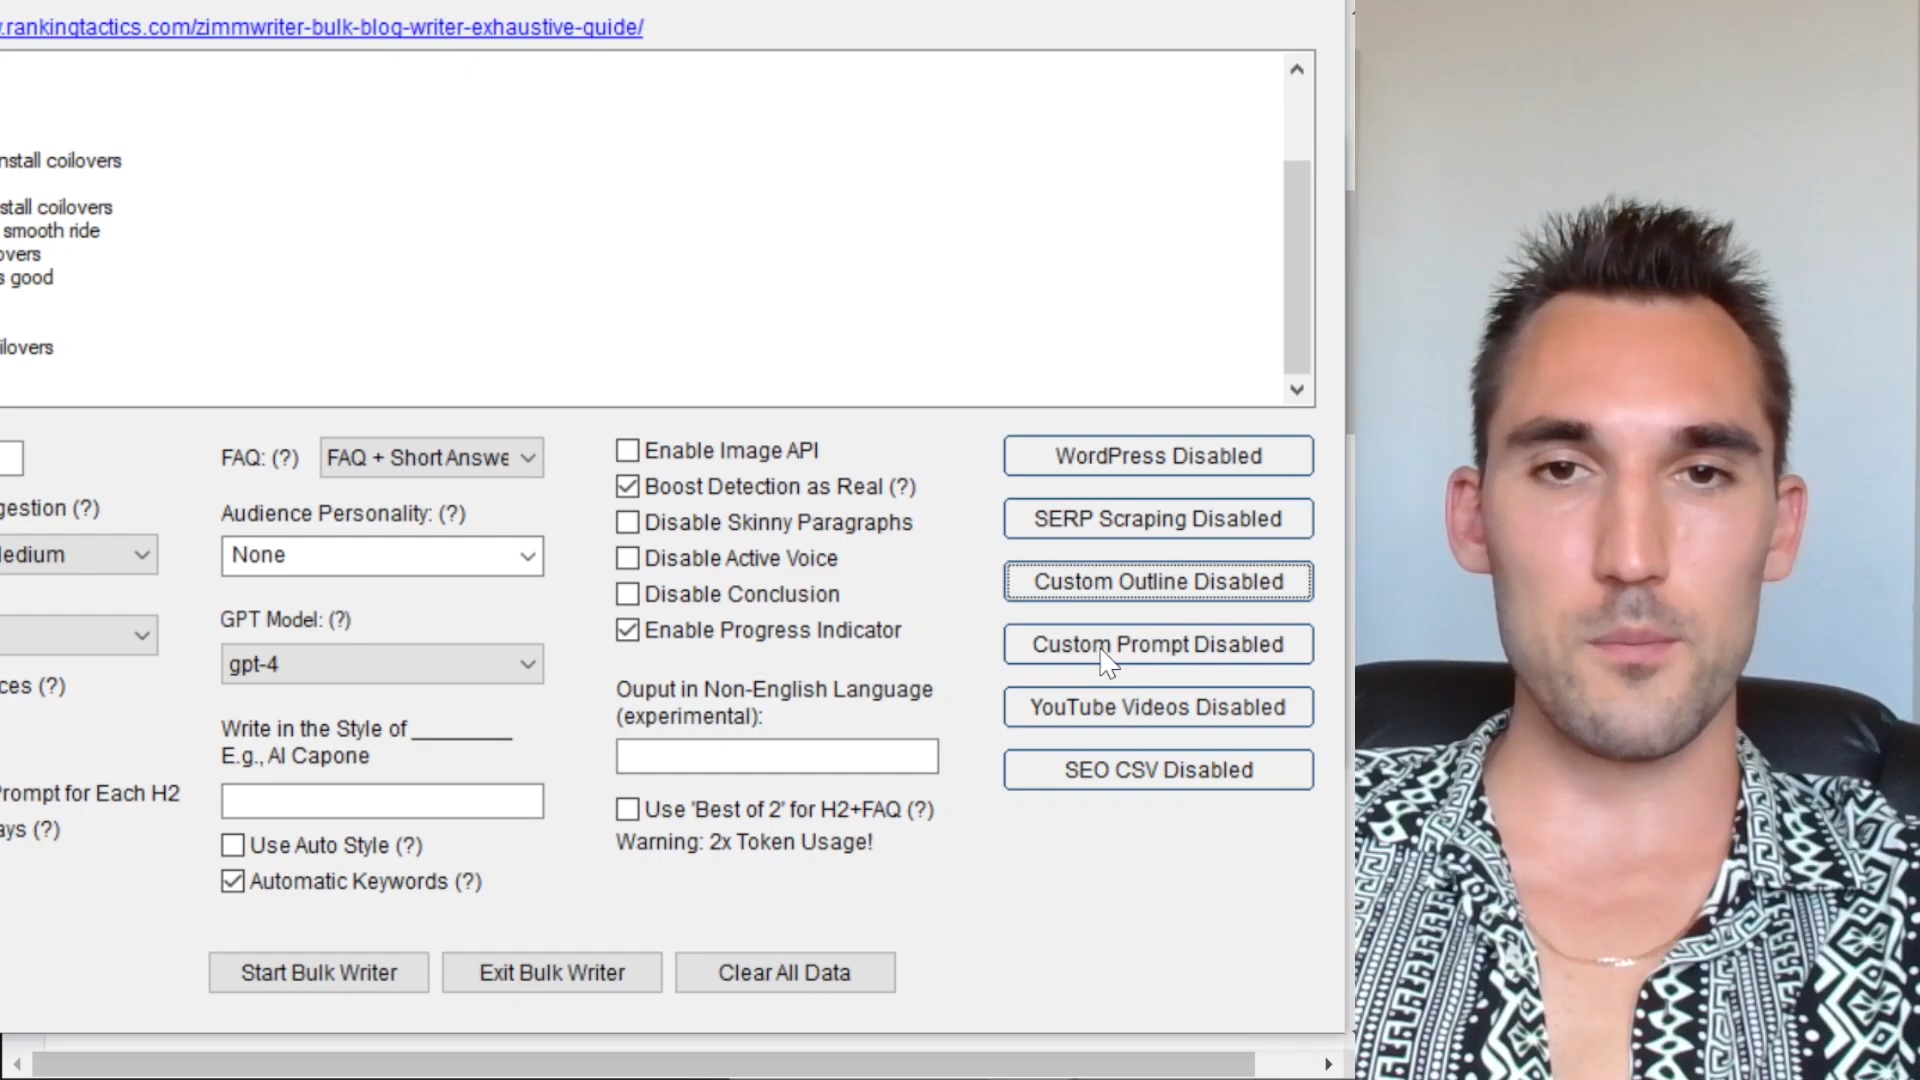 .rankingtactics.com/zimmwriter-bulk-blog-writer-exhaustive-guide/
nstall coilovers
stall coilovers
smooth ride
overs
s good
ilovers
FAQ: (?)
FAQ + Short Answe
gestion (?)
Audience Personality: (?)
ledium
None
GPT Model: (?)
gpt-4
ces (?)
Write in the Style of ________
E.g., Al Capone
Prompt for Each H2
ays (?)
Use Auto Style (?)
Automatic Keywords (?)
Enable Image API
Boost Detection as Real (?)
Disable Skinny Paragraphs
Disable Active Voice
Disable Conclusion
Enable Progress Indicator
Ouput in Non-English Language
(experimental):
Use 'Best of 2' for H2+FAQ (?)
Warning: 2x Token Usage!
WordPress Disabled
SERP Scraping Disabled
Custom Outline Disabled
Custom Prompt Disabled
YouTube Videos Disabled
SEO CSV Disabled
Start Bulk Writer
Exit Bulk Writer
Clear All Data